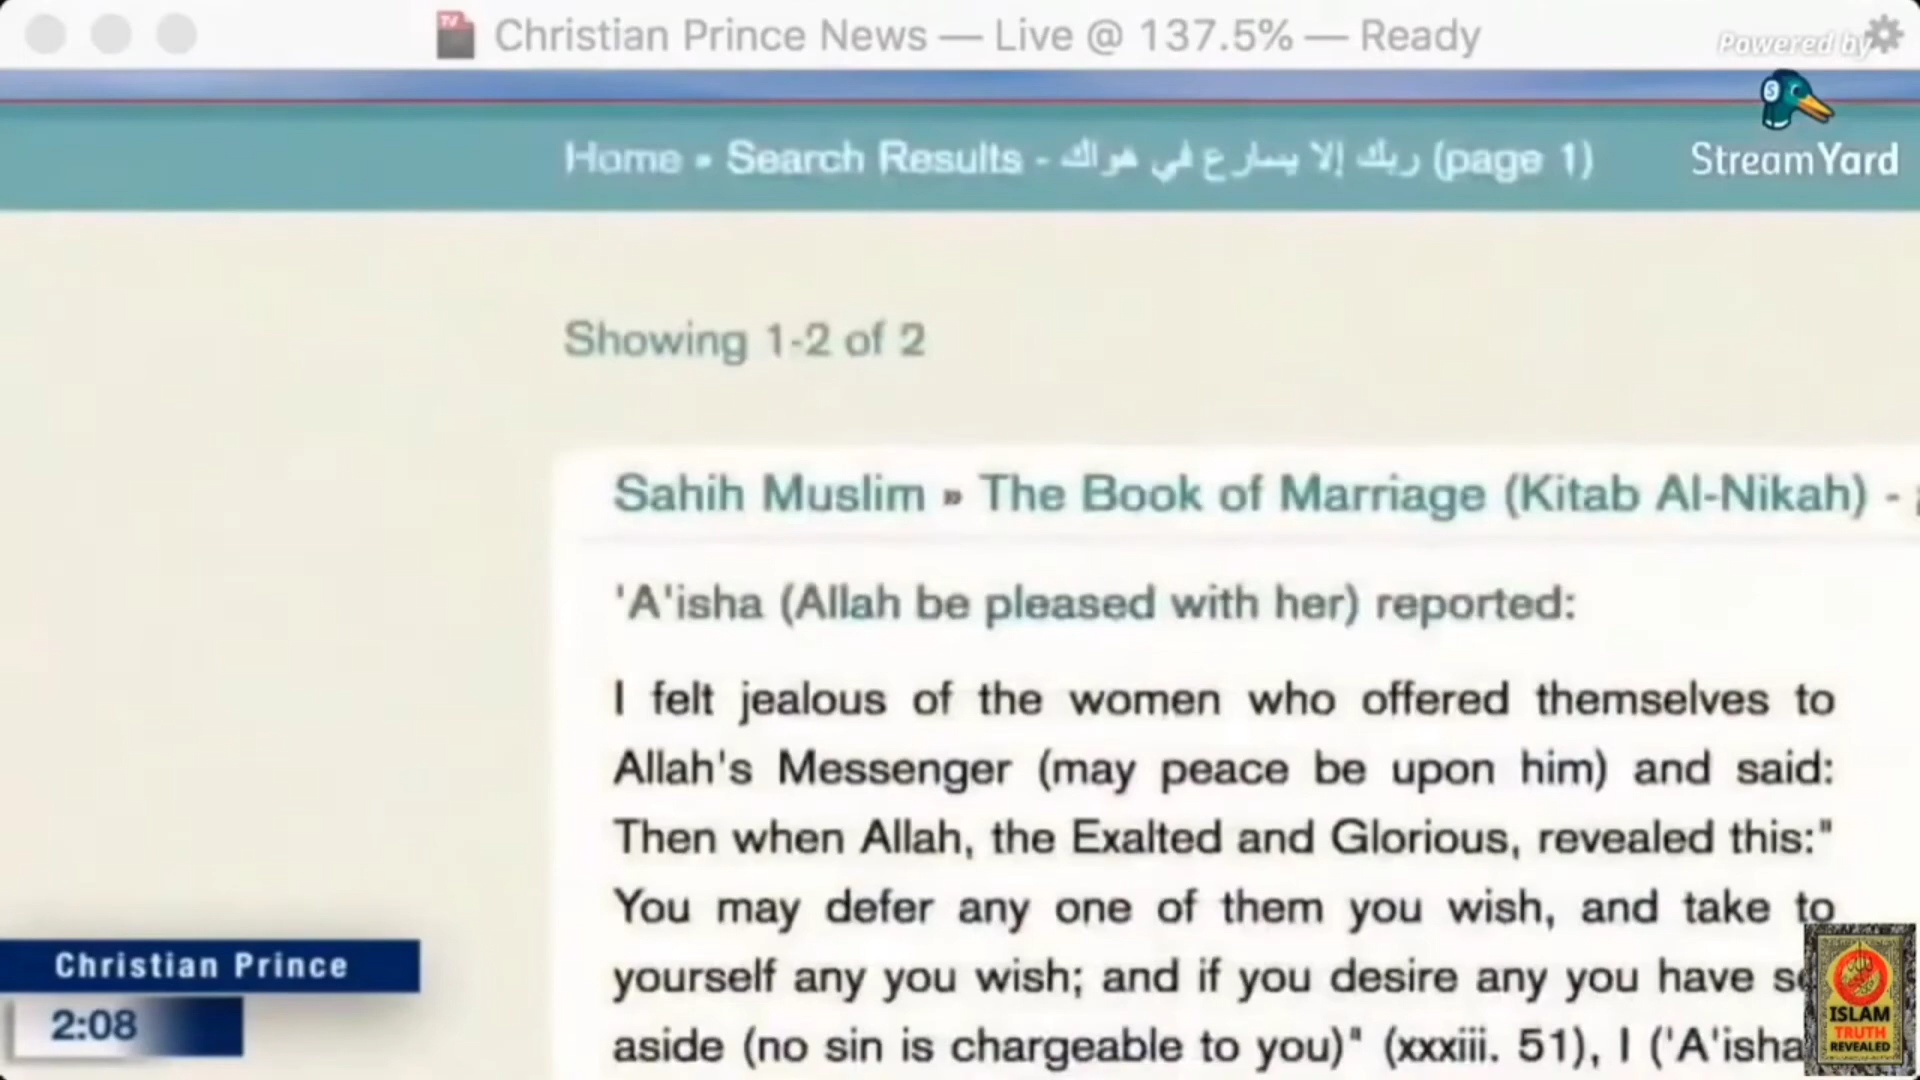 Christian Prince News — Live @ 137.5% — Ready
Powered by
StreamYard
Home » Search Results - ربك إلا يسارع في هواك (page 1)
Showing 1-2 of 2
Sahih Muslim » The Book of Marriage (Kitab Al-Nikah) -
'A'isha (Allah be pleased with her) reported:
I felt jealous of the women who offered themselves to
Allah's Messenger (may peace be upon him) and said:
Then when Allah, the Exalted and Glorious, revealed this:"
You may defer any one of them you wish, and take to
yourself any you wish; and if you desire any you have
aside (no sin is chargeable to you)" (xxxiii. 51), I ('A'isha
Christian Prince
2:08
ISLAM
TRUTH
REVEALED